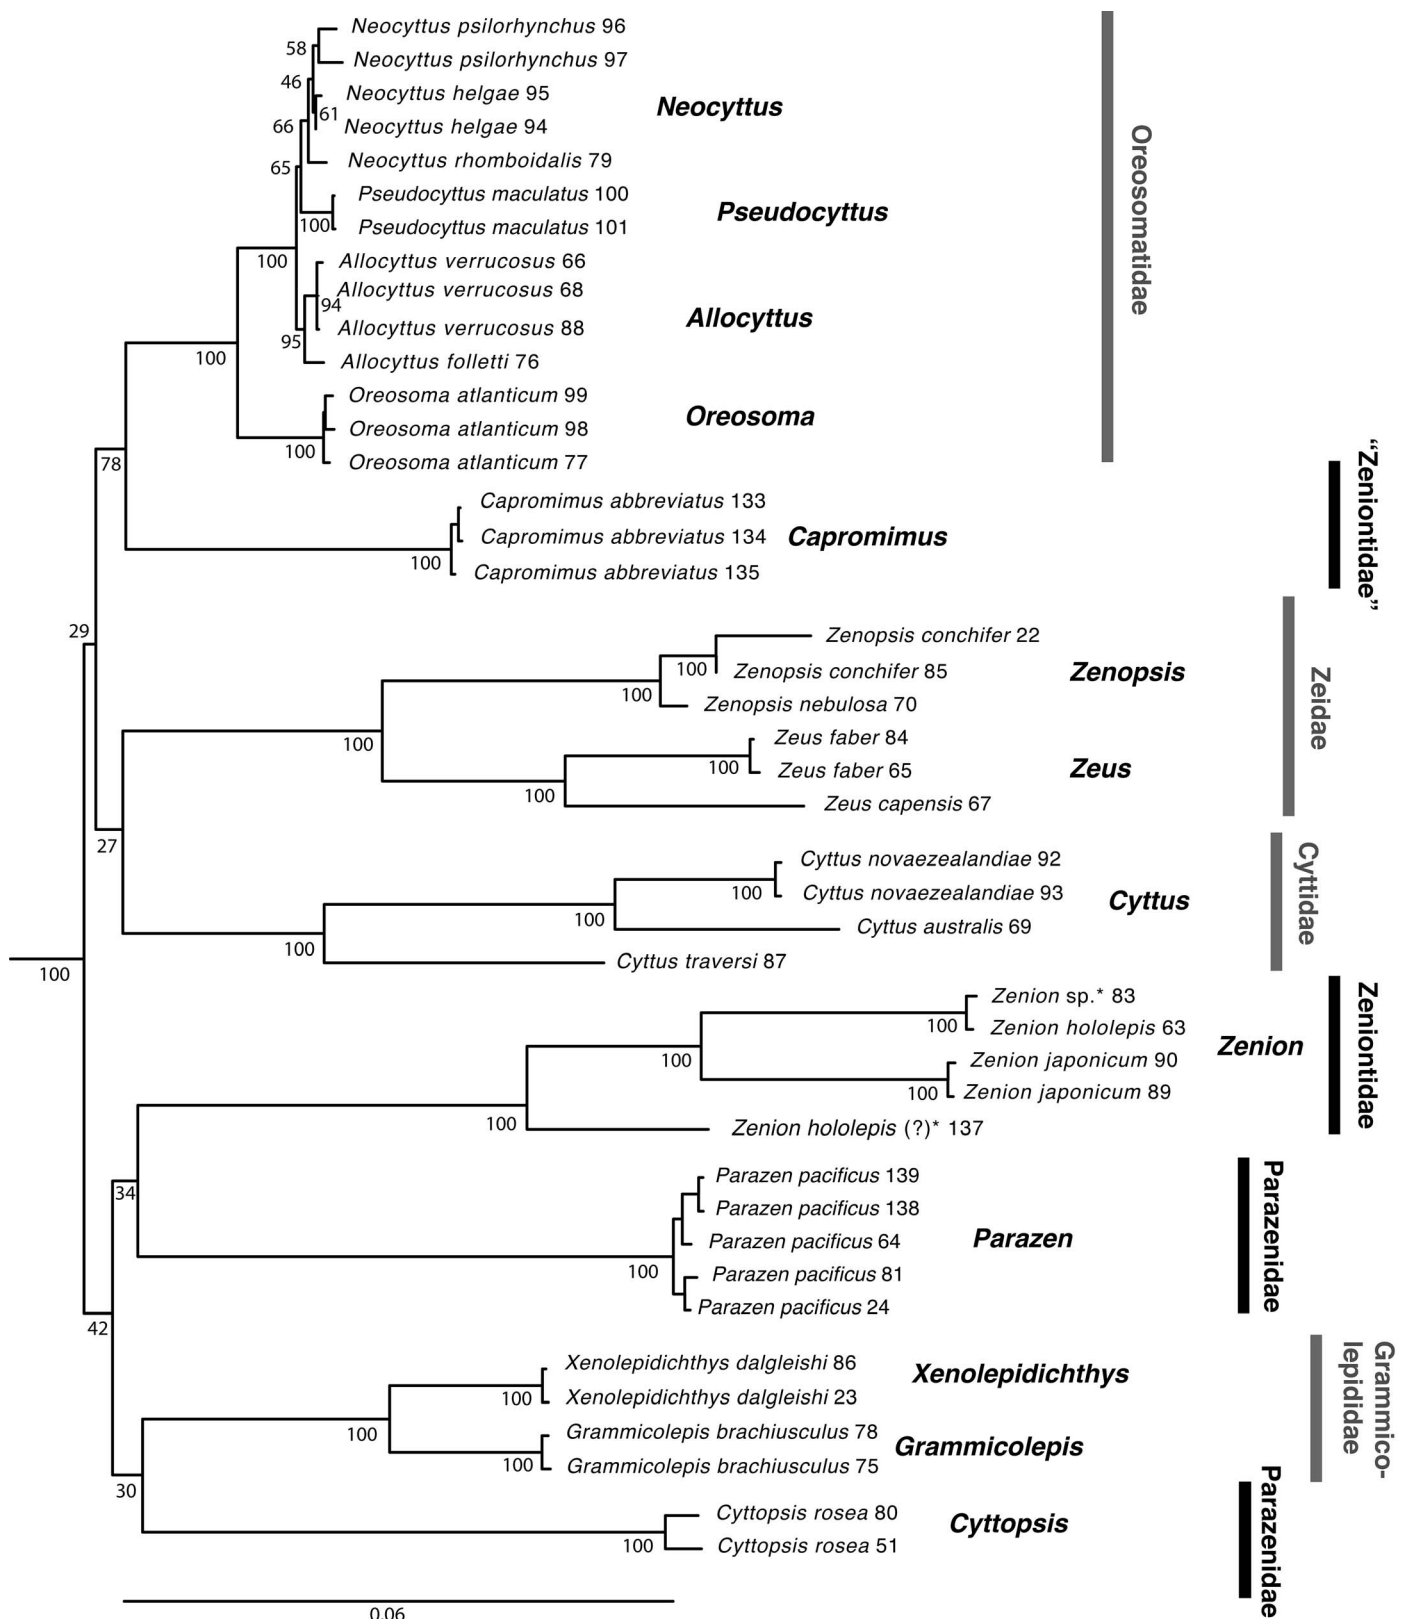 Neocyttus psilorhynchus 96
58
Neocyttus psilorhynchus 97
46
Neocyttus helgae 95
61
Neocyttus
66
Neocyttus helgae 94
65
Neocyttus rhomboidalis 79
Pseudocyttus maculatus 100
Pseudocyttus
100
Pseudocyttus maculatus 101
Oreosomatidae
100
Allocyttus verrucosus 66
Allocyttus verrucosus 68
94
Allocyttus
Allocyttus verrucosus 88
95
Allocyttus folletti 76
100
Oreosoma atlanticum 99
Oreosoma
Oreosoma atlanticum 98
100
Oreosoma atlanticum 77
78
Capromimus abbreviatus 133
Capromimus abbreviatus 134
Capromimus
100
Capromimus abbreviatus 135
“Zeniontidae”
29
Zenopsis conchifer 22
100
Zenopsis conchifer 85
Zenopsis
100
Zenopsis nebulosa 70
100
Zeus faber 84
100
Zeus faber 65
Zeus
100
Zeus capensis 67
Zeidae
27
Cyttus novaezealandiae 92
100
Cyttus novaezealandiae 93
Cyttus
100
Cyttus australis 69
100
Cyttus traversi 87
Cyttidae
100
Zenion sp.* 83
100
Zenion hololepis 63
Zenion
100
Zenion japonicum 90
100
Zenion japonicum 89
100
Zenion hololepis (?)* 137
Zeniontidae
34
Parazen pacificus 139
Parazen pacificus 138
Parazen pacificus 64
Parazen
100
Parazen pacificus 81
Parazen pacificus 24
Parazenidae
42
Xenolepidichthys dalgleishi 86
Xenolepidichthys
100
Xenolepidichthys dalgleishi 23
100
Grammicolepis brachiusculus 78
Grammicolepis
100
Grammicolepis brachiusculus 75
Grammico-
lepididae
30
Cyttopsis rosea 80
Cyttopsis
100
Cyttopsis rosea 51
Parazenidae
0.06